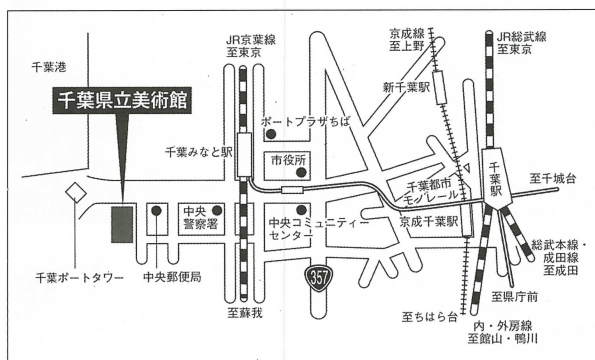 JR京葉線
至東京
京成線
至上野
JR総武線
至東京
千葉港
新千葉駅
千葉県立美術館
ポートプラザちば
千葉みなと駅
市役所
千葉都市
モノレール
千葉駅
至千城台
中央
警察署
中央コミュニティー
センター
京成千葉駅
総武本線・
成田線
至成田
千葉ポートタワー
中央郵便局
357
至県庁前
至蘇我
至ちはら台
内・外房線
至館山・鴨川